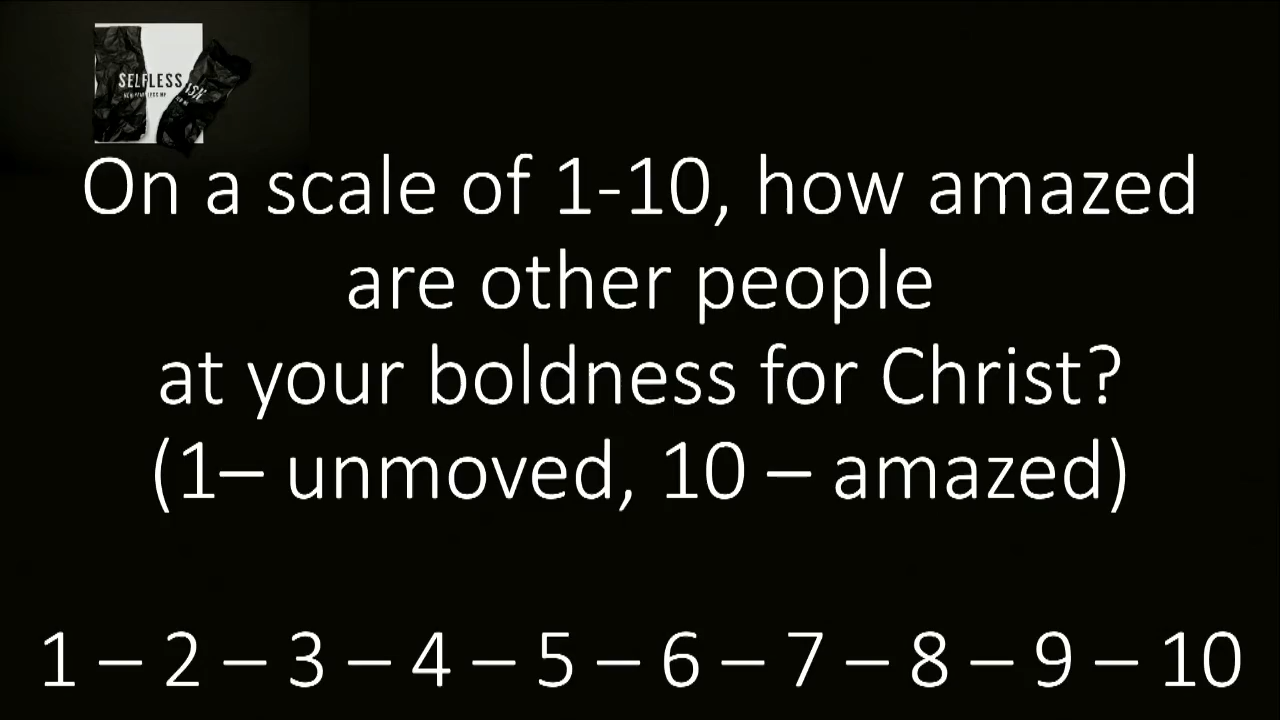 SELFLESS
On a scale of 1-10, how amazed
are other people
at your boldness for Christ?
(1– unmoved, 10 – amazed)
1 – 2 – 3 – 4 – 5 – 6 – 7 – 8 – 9 – 10